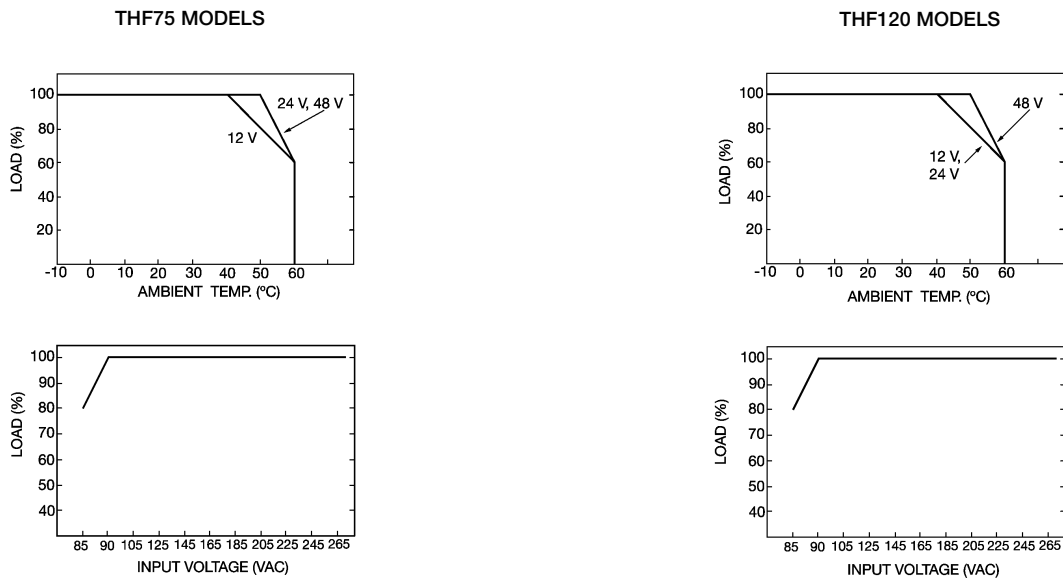 THF75 MODELS
100
80
60
40
20
LOAD (%)
24 V, 48 V
12 V
-10 0 10 20 30 40 50 60
AMBIENT TEMP. (ºC)
100
90
80
70
60
50
40
LOAD (%)
85 90 105 125 145 165 185 205 225 245 265
INPUT VOLTAGE (VAC)
THF120 MODELS
100
80
60
40
20
LOAD (%)
48 V
12 V,
24 V
-10 0 10 20 30 40 50 60
AMBIENT TEMP. (ºC)
100
90
80
70
60
50
40
LOAD (%)
85 90 105 125 145 165 185 205 225 245 265
INPUT VOLTAGE (VAC)